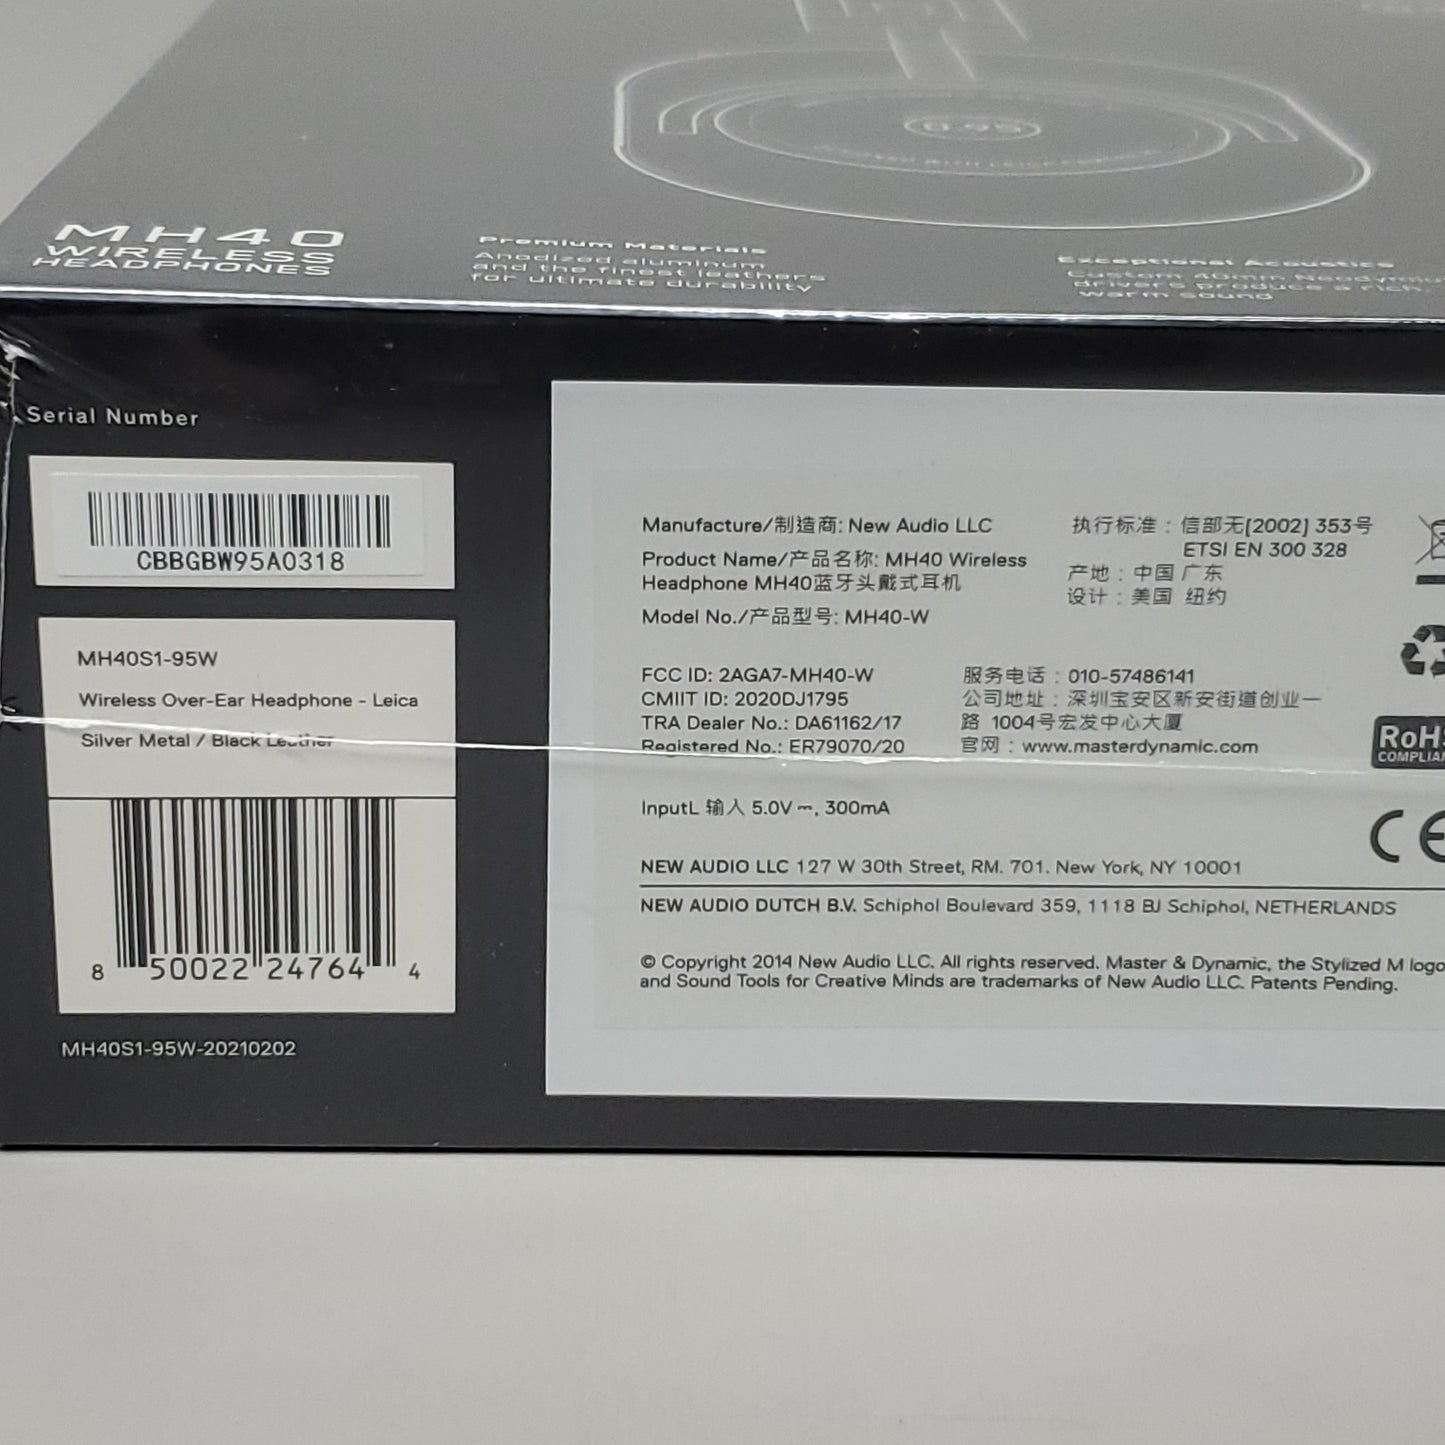 0.95
MH40
WIRELESS
HEADPHONES
Premium Materials
Anodized aluminum
and the finest leathers
for ultimate durability
Exceptional Acoustics
Custom 40mm
drivers produce a rich,
warm sound
Serial Number
CBBGBW95A0318
MH40S1-95W
Wireless Over-Ear Headphone - Leica
Silver Metal / Black Leather
8 50022 24764 4
MH40S1-95W-20210202
Manufacture/制造商: New Audio LLC
Product Name/产品名称: MH40 Wireless
Headphone MH40蓝牙头戴式耳机
Model No./产品型号: MH40-W
执行标准：信部无[2002] 353号
ETSI EN 300 328
产地：中国 广东
设计：美国 纽约
FCC ID: 2AGA7-MH40-W
CMIIT ID: 2020DJ1795
TRA Dealer No.: DA61162/17
Registered No.: ER79070/20
服务电话：010-57486141
公司地址：深圳宝安区新安街道创业一
路 1004号宏发中心大厦
官网：www.masterdynamic.com
InputL 输入 5.0V ⎓, 300mA
NEW AUDIO LLC 127 W 30th Street, RM. 701. New York, NY 10001
NEW AUDIO DUTCH B.V. Schiphol Boulevard 359, 1118 BJ Schiphol, NETHERLANDS
© Copyright 2014 New Audio LLC. All rights reserved. Master & Dynamic, the Stylized M logo
and Sound Tools for Creative Minds are trademarks of New Audio LLC. Patents Pending.
RoHS
CE